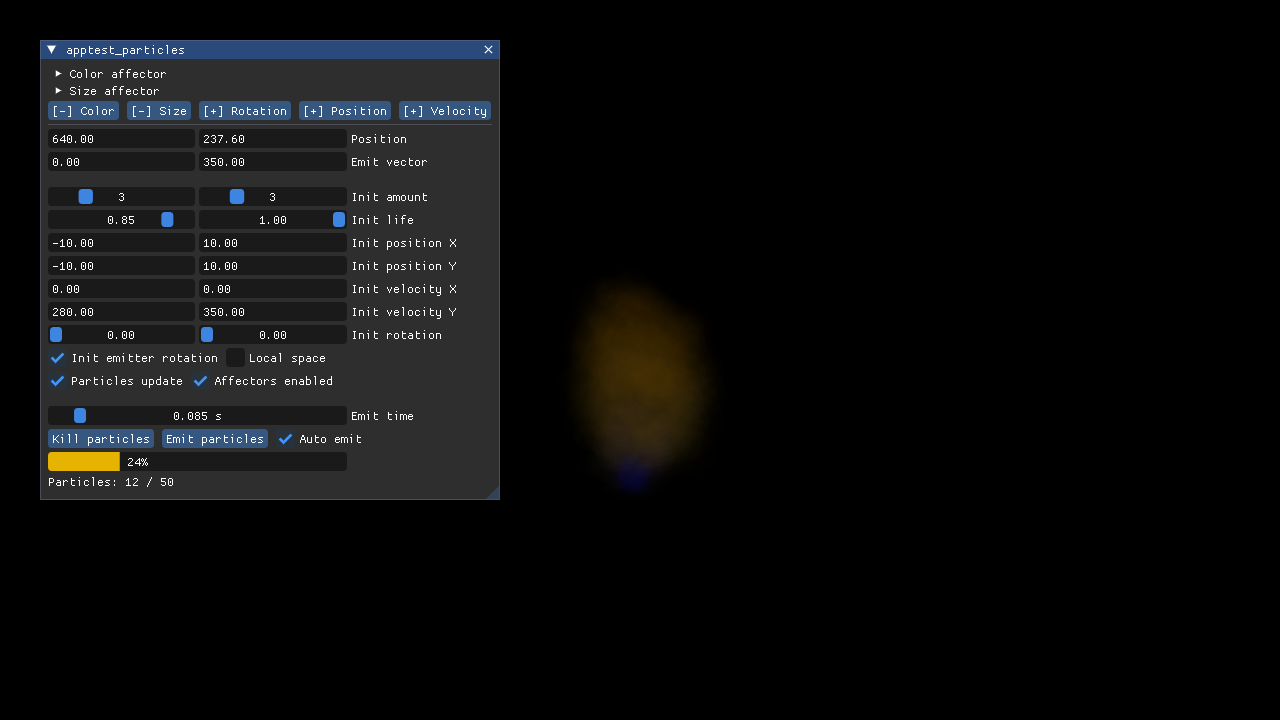 apptest_particles
Color affector
Size affector
[-] Color [-] Size [+] Rotation [+] Position [+] Velocity
640.00 237.60 Position
0.00 350.00 Emit vector
3 3 Init amount
0.85 1.00 Init life
-10.00 10.00 Init position X
-10.00 10.00 Init position Y
0.00 0.00 Init velocity X
280.00 350.00 Init velocity Y
0.00 0.00 Init rotation
Init emitter rotation Local space
Particles update Affectors enabled
0.085 s Emit time
Kill particles Emit particles Auto emit
24%
Particles: 12 / 50